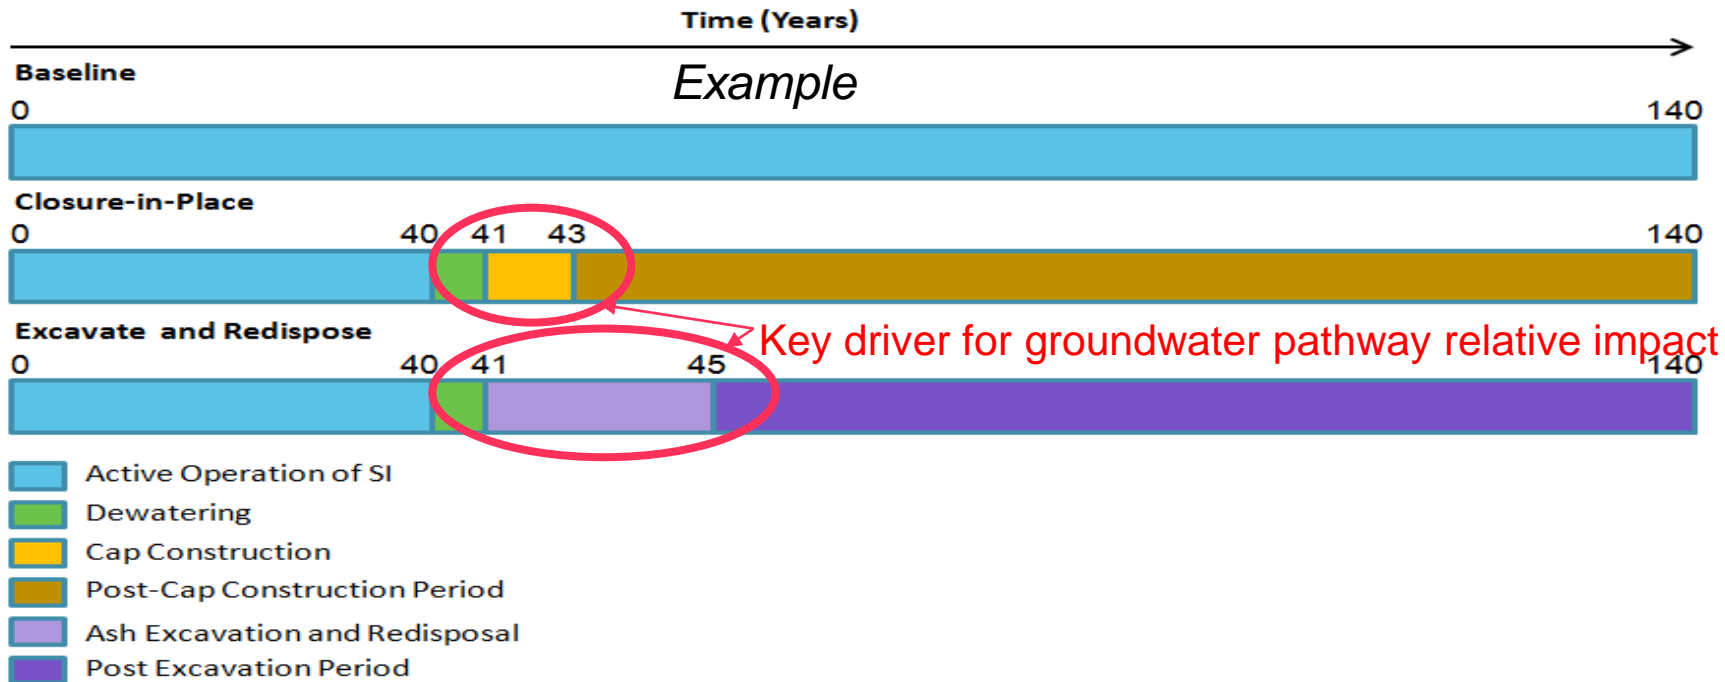 Time (Years)
Example
Baseline
0 140
Closure-in-Place
0 40 41 43 140
Excavate and Redispose
Key driver for groundwater pathway relative impact
0 40 41 45 140
Active Operation of SI
Dewatering
Cap Construction
Post-Cap Construction Period
Ash Excavation and Redisposal
Post Excavation Period